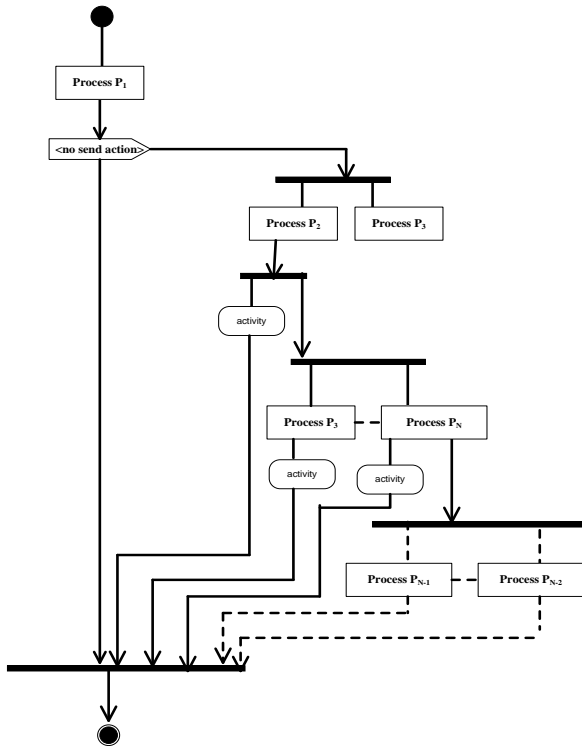 Process P1
<no send action>
Process P2
Process P3
activity
Process P3
Process PN
activity
activity
Process PN-1
Process PN-2